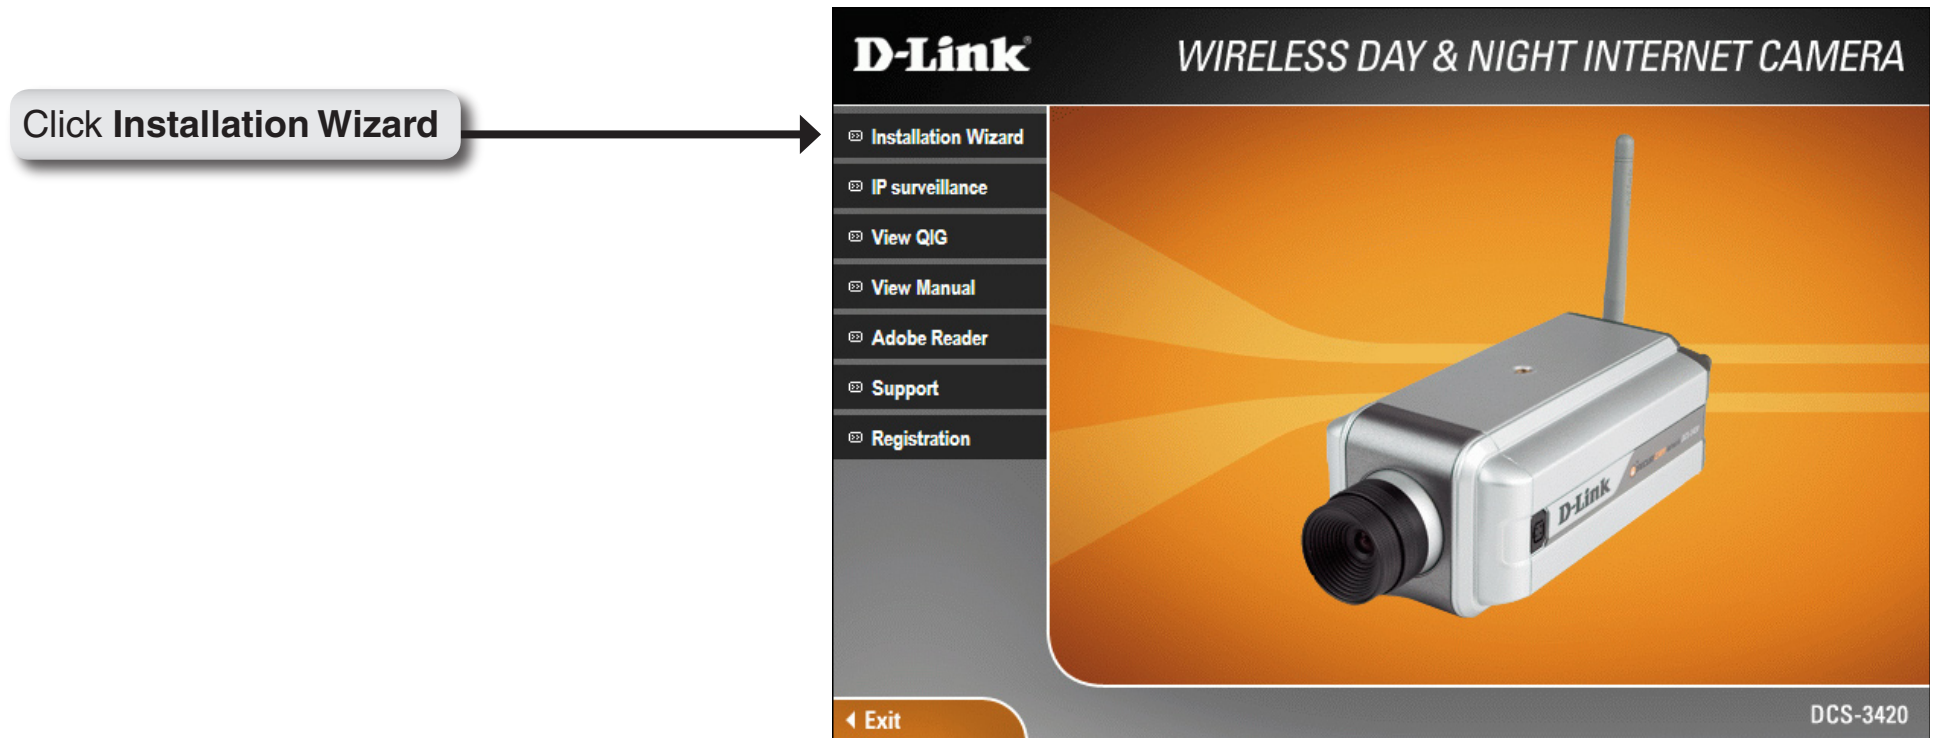 Click Installation Wizard
D-Link®
WIRELESS DAY & NIGHT INTERNET CAMERA
Installation Wizard
IP surveillance
View QIG
View Manual
Adobe Reader
Support
Registration
D-Link
Exit
DCS-3420